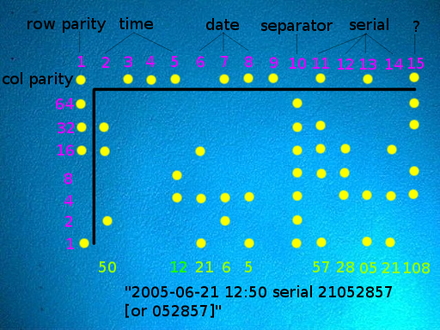 row parity time date separator serial ?
1 2 3 4 5 6 7 8 9 10 11 12 13 14 15
col parity
64
32
16
8
4
2
1
50 12 21 6 5 57 28 05 21 108
"2005-06-21 12:50 serial 21052857
[or 052857]"